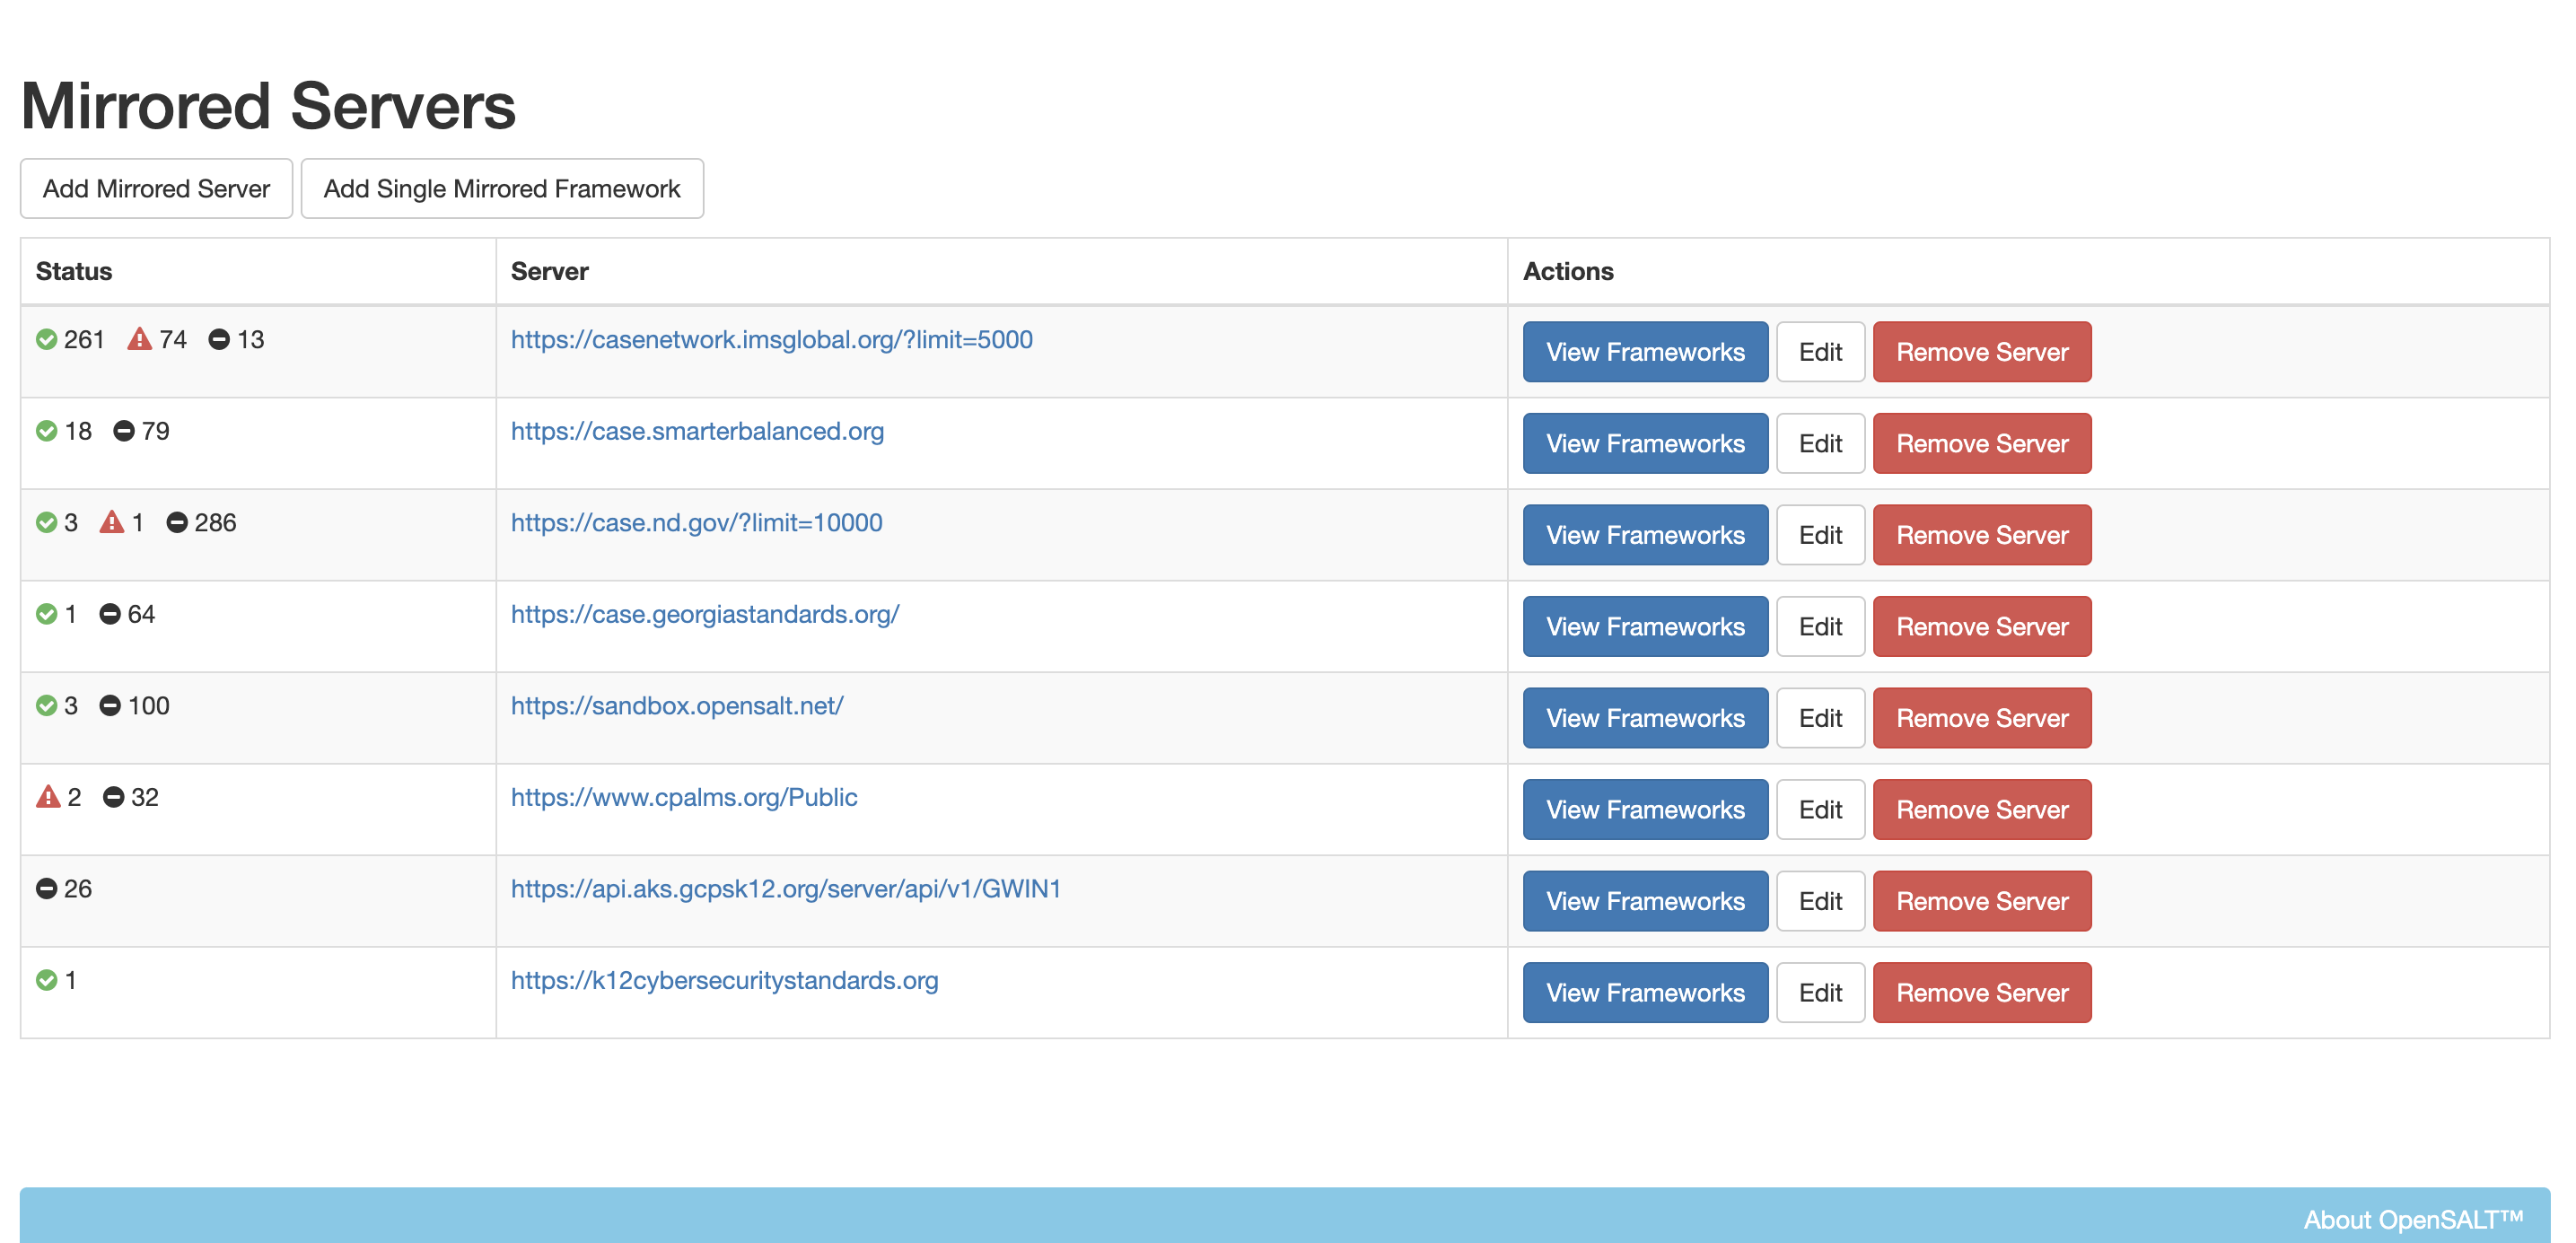 Mirrored Servers
Add Mirrored Server Add Single Mirrored Framework
Status Server Actions
261 74 13 https://casenetwork.imsglobal.org/?limit=5000 View Frameworks Edit Remove Server
18 79 https://case.smarterbalanced.org View Frameworks Edit Remove Server
3 1 286 https://case.nd.gov/?limit=10000 View Frameworks Edit Remove Server
1 64 https://case.georgiastandards.org/ View Frameworks Edit Remove Server
3 100 https://sandbox.opensalt.net/ View Frameworks Edit Remove Server
2 32 https://www.cpalms.org/Public View Frameworks Edit Remove Server
26 https://api.aks.gcpsk12.org/server/api/v1/GWIN1 View Frameworks Edit Remove Server
1 https://k12cybersecuritystandards.org View Frameworks Edit Remove Server
About OpenSALT™